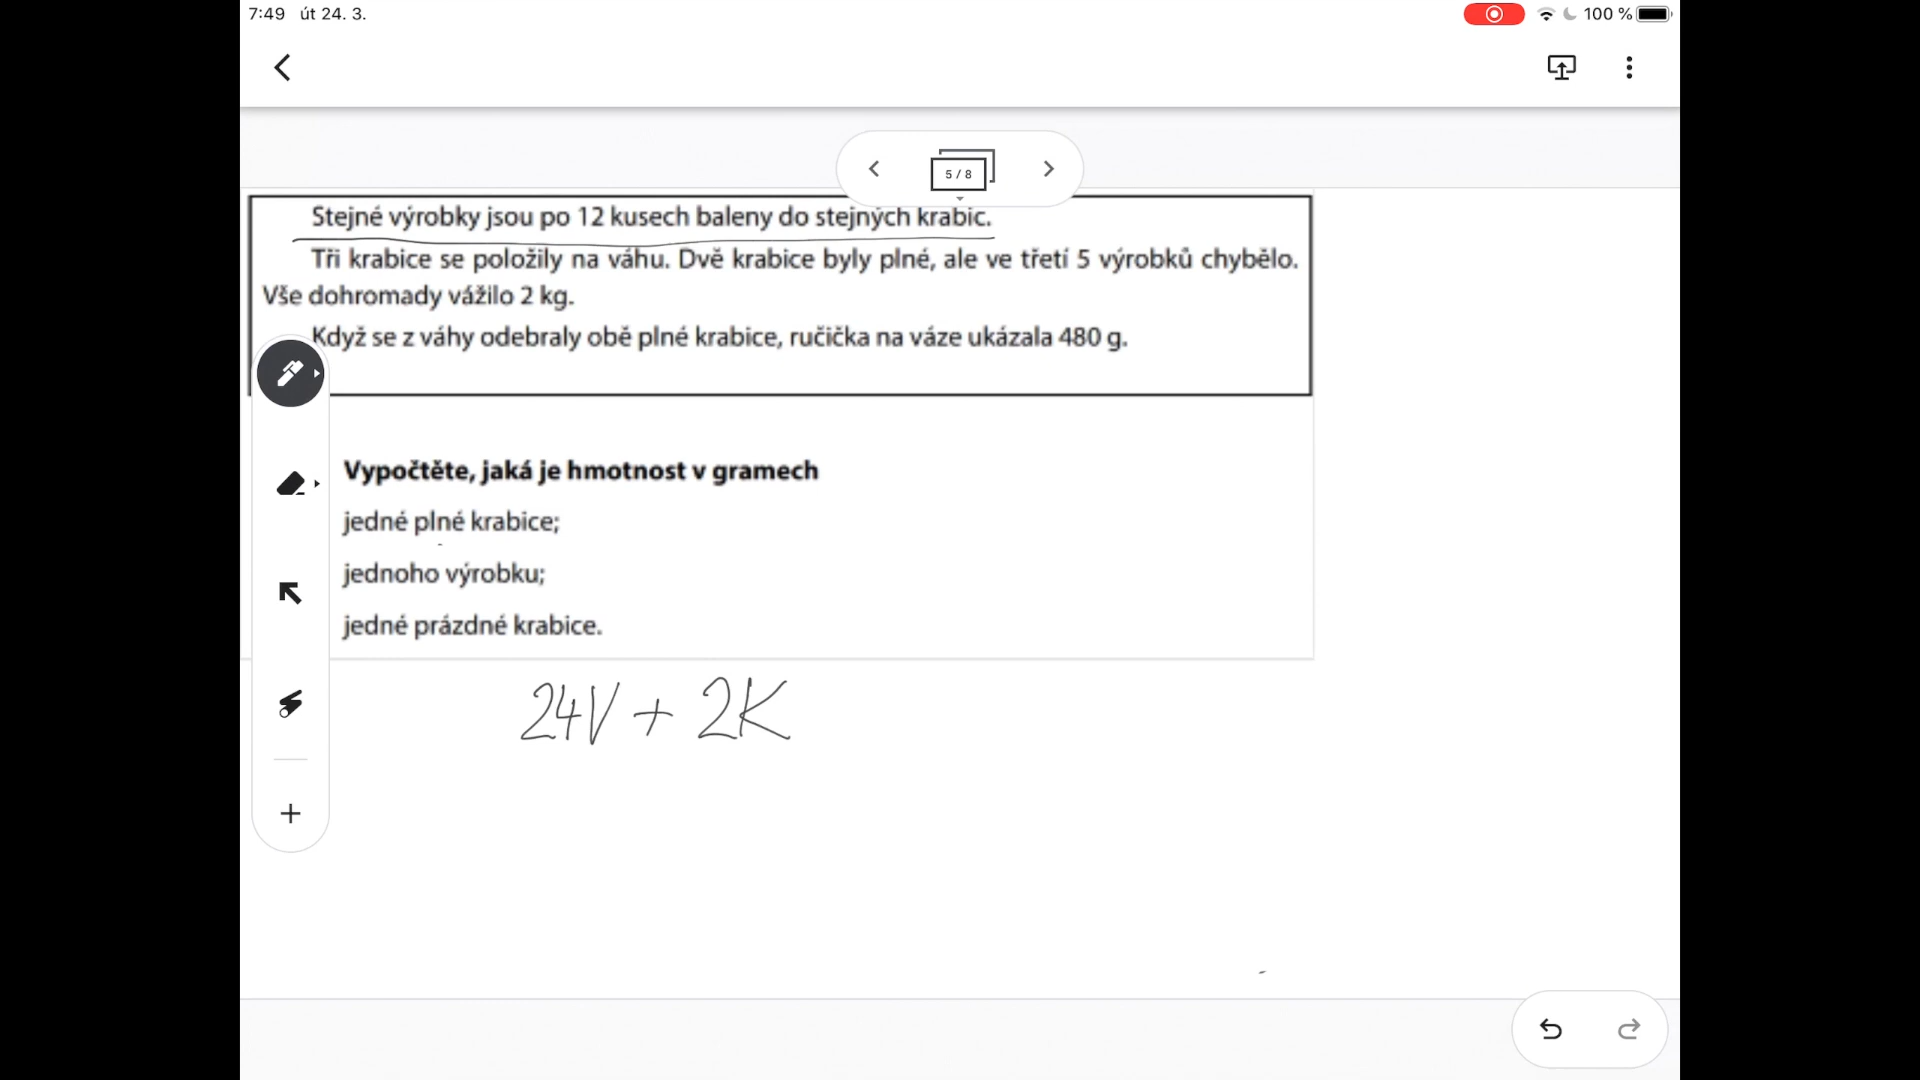 7:49 út 24. 3.
100 %
5 / 8
Stejné výrobky jsou po 12 kusech baleny do stejných krabic.
Tři krabice se položily na váhu. Dvě krabice byly plné, ale ve třetí 5 výrobků chybělo.
Vše dohromady vážilo 2 kg.
Když se z váhy odebraly obě plné krabice, ručička na váze ukázala 480 g.
Vypočtěte, jaká je hmotnost v gramech
jedné plné krabice;
jednoho výrobku;
jedné prázdné krabice.
24V + 2K